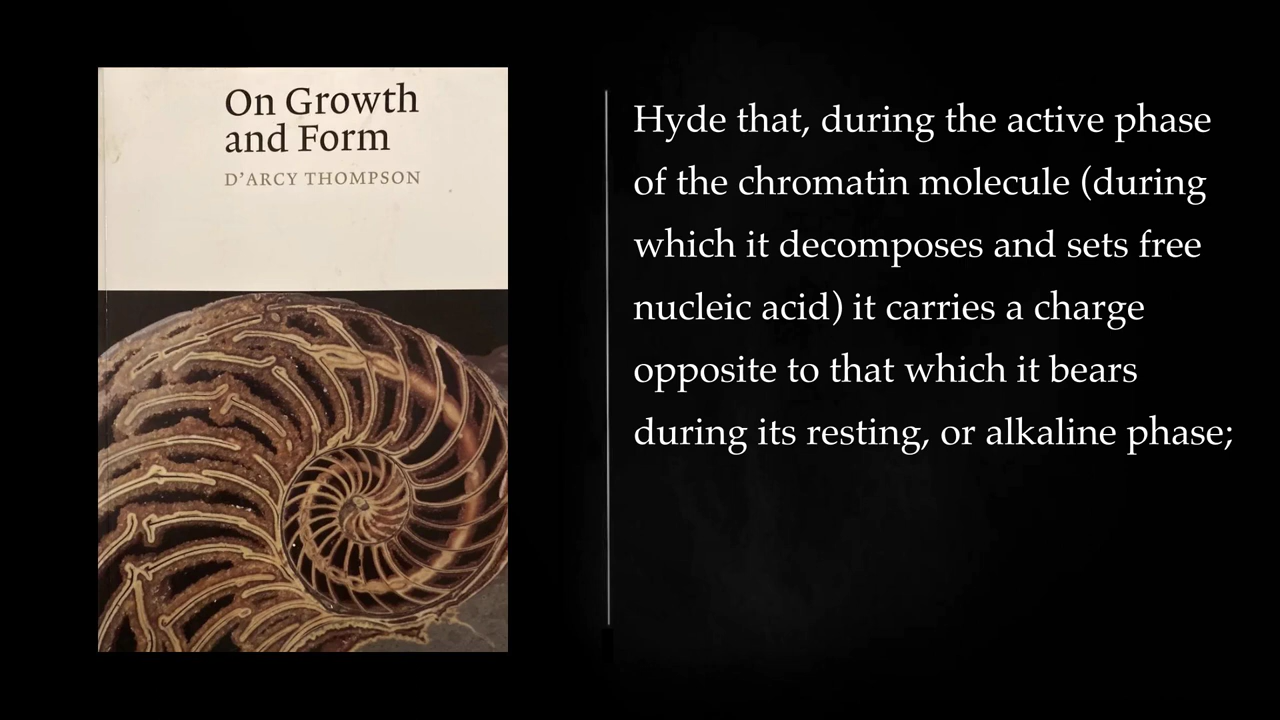 On Growth
and Form
D'ARCY THOMPSON
Hyde that, during the active phase
of the chromatin molecule (during
which it decomposes and sets free
nucleic acid) it carries a charge
opposite to that which it bears
during its resting, or alkaline phase;